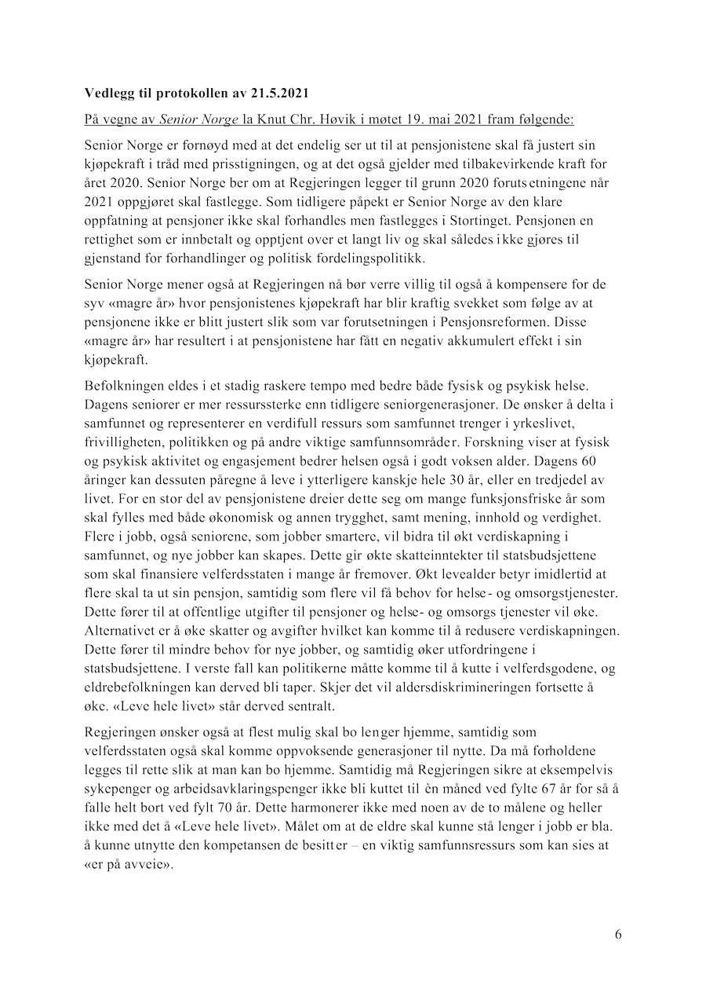 Vedlegg til protokollen av 21.5.2021
På vegne av Senior Norge la Knut Chr. Høvik i møtet 19. mai 2021 fram følgende:
Senior Norge er fornøyd med at det endelig ser ut til at pensjonistene skal få justert sin
kjøpekraft i tråd med prisstigningen, og at det også gjelder med tilbakevirkende kraft for
året 2020. Senior Norge ber om at Regjeringen legger til grunn 2020 forutsetningene når
2021 oppgjøret skal fastlegge. Som tidligere påpekt er Senior Norge av den klare
oppfatning at pensjoner ikke skal forhandles men fastlegges i Stortinget. Pensjonen en
rettighet som er innbetalt og opptjent over et langt liv og skal således ikke gjøres til
gjenstand for forhandlinger og politisk fordelingspolitikk.
Senior Norge mener også at Regjeringen nå bør verre villig til også å kompensere for de
syv «magre år» hvor pensjonistenes kjøpekraft har blir kraftig svekket som følge av at
pensjonene ikke er blitt justert slik som var forutsetningen i Pensjonsreformen. Disse
«magre år» har resultert i at pensjonistene har fått en negativ akkumulert effekt i sin
kjøpekraft.
Befolkningen eldes i et stadig raskere tempo med bedre både fysisk og psykisk helse.
Dagens seniorer er mer ressurssterke enn tidligere seniorgenerasjoner. De ønsker å delta i
samfunnet og representerer en verdifull ressurs som samfunnet trenger i yrkeslivet,
frivilligheten, politikken og på andre viktige samfunnsområder. Forskning viser at fysisk
og psykisk aktivitet og engasjement bedrer helsen også i godt voksen alder. Dagens 60
åringer kan dessuten påregne å leve i ytterligere kanskje hele 30 år, eller en tredjedel av
livet. For en stor del av pensjonistene dreier dette seg om mange funksjonsfriske år som
skal fylles med både økonomisk og annen trygghet, samt mening, innhold og verdighet.
Flere i jobb, også seniorene, som jobber smartere, vil bidra til økt verdiskapning i
samfunnet, og nye jobber kan skapes. Dette gir økte skatteinntekter til statsbudsjettene
som skal finansiere velferdsstaten i mange år fremover. Økt levealder betyr imidlertid at
flere skal ta ut sin pensjon, samtidig som flere vil få behov for helse- og omsorgstjenester.
Dette fører til at offentlige utgifter til pensjoner og helse- og omsorgs tjenester vil øke.
Alternativet er å øke skatter og avgifter hvilket kan komme til å redusere verdiskapningen.
Dette fører til mindre behov for nye jobber, og samtidig øker utfordringene i
statsbudsjettene. I verste fall kan politikerne måtte komme til å kutte i velferdsgodene, og
eldrebefolkningen kan derved bli taper. Skjer det vil aldersdiskrimineringen fortsette å
øke. «Leve hele livet» står derved sentralt.
Regjeringen ønsker også at flest mulig skal bo lenger hjemme, samtidig som
velferdsstaten også skal komme oppvoksende generasjoner til nytte. Da må forholdene
legges til rette slik at man kan bo hjemme. Samtidig må Regjeringen sikre at eksempelvis
sykepenger og arbeidsavklaringspenger ikke bli kuttet til èn måned ved fylte 67 år for så å
falle helt bort ved fylt 70 år. Dette harmonerer ikke med noen av de to målene og heller
ikke med det å «Leve hele livet». Målet om at de eldre skal kunne stå lenger i jobb er bla.
å kunne utnytte den kompetansen de besitter – en viktig samfunnsressurs som kan sies at
«er på avveie».
6